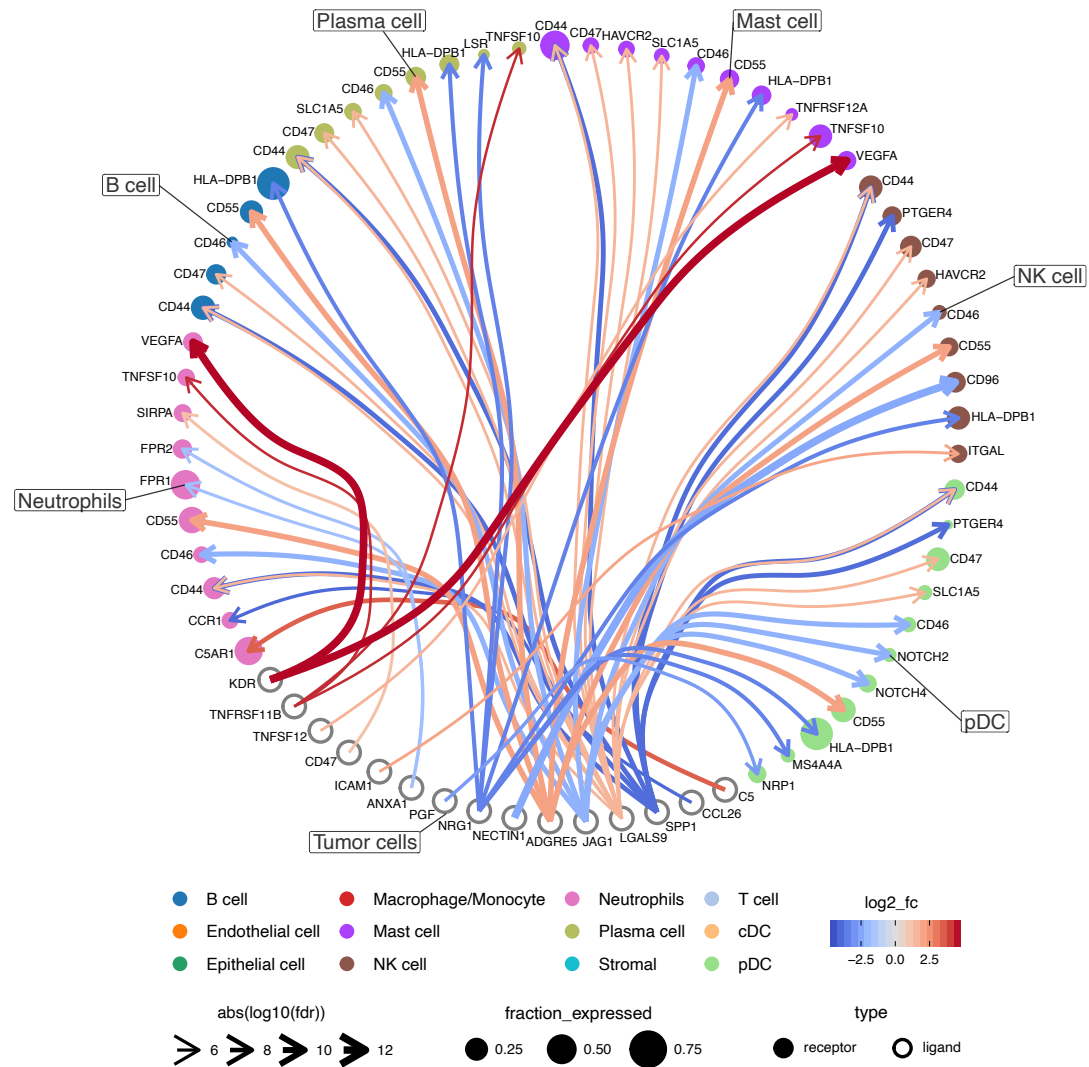 Plasma cell
Mast cell
B cell
NK cell
Neutrophils
pDC
Tumor cells
CD44
CD47
HAVCR2
SLC1A5
CD46
CD55
HLA-DPB1
TNFRSF12A
TNFSF10
VEGFA
CD44
PTGER4
CD47
HAVCR2
CD46
CD55
CD96
HLA-DPB1
ITGAL
CD44
PTGER4
CD47
SLC1A5
CD46
NOTCH2
NOTCH4
CD55
HLA-DPB1
MS4A4A
NRP1
C5
CCL26
SPP1
LGALS9
JAG1
ADGRE5
NECTIN1
NRG1
PGF
ANXA1
ICAM1
CD47
TNFSF12
TNFRSF11B
KDR
C5AR1
CCR1
CD44
CD46
CD55
FPR1
FPR2
SIRPA
TNFSF10
VEGFA
CD44
CD47
CD46
CD55
HLA-DPB1
CD44
CD47
SLC1A5
CD46
CD55
HLA-DPB1
LSR
TNFSF10
B cell
Macrophage/Monocyte
Neutrophils
T cell
Endothelial cell
Mast cell
Plasma cell
cDC
Epithelial cell
NK cell
Stromal
pDC
log2_fc
−2.5 0.0 2.5
abs(log10(fdr))
6 8 10 12
fraction_expressed
0.25 0.50 0.75
type
receptor ligand